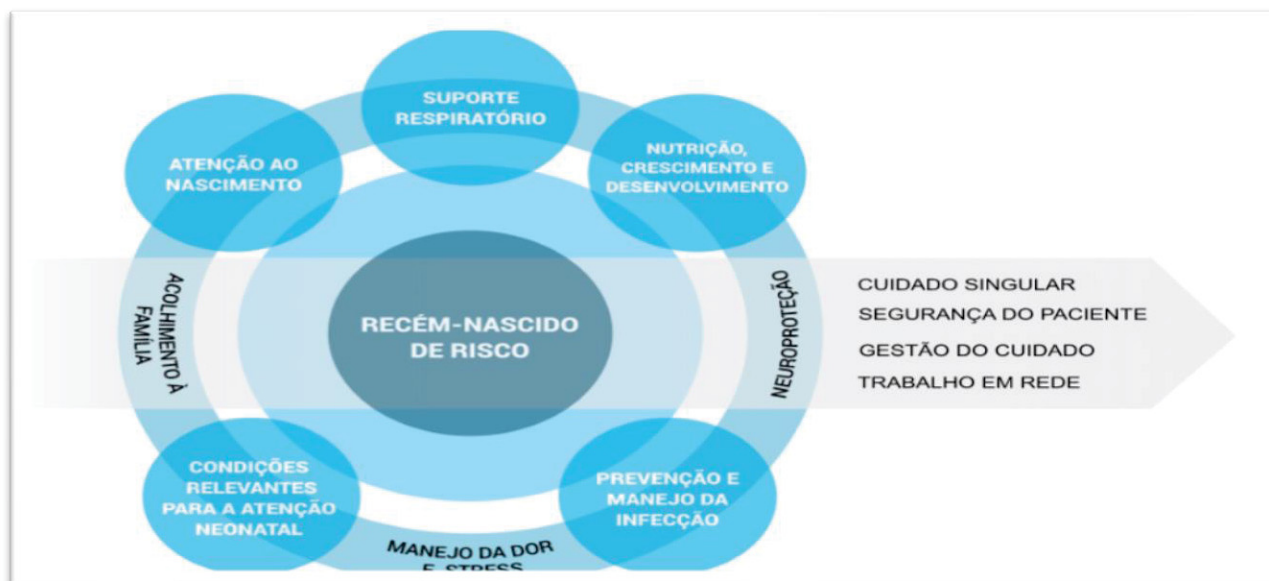 SUPORTE
RESPIRATÓRIO
ATENÇÃO AO
NASCIMENTO
NUTRIÇÃO,
CRESCIMENTO E
DESENVOLVIMENTO
ACOLHIMENTO À
FAMÍLIA
RECÉM-NASCIDO
DE RISCO
NEUROPROTEÇÃO
CUIDADO SINGULAR
SEGURANÇA DO PACIENTE
GESTÃO DO CUIDADO
TRABALHO EM REDE
CONDIÇÕES
RELEVANTES
PARA A ATENÇÃO
NEONATAL
PREVENÇÃO E
MANEJO DA
INFECÇÃO
MANEJO DA DOR
E STRESS